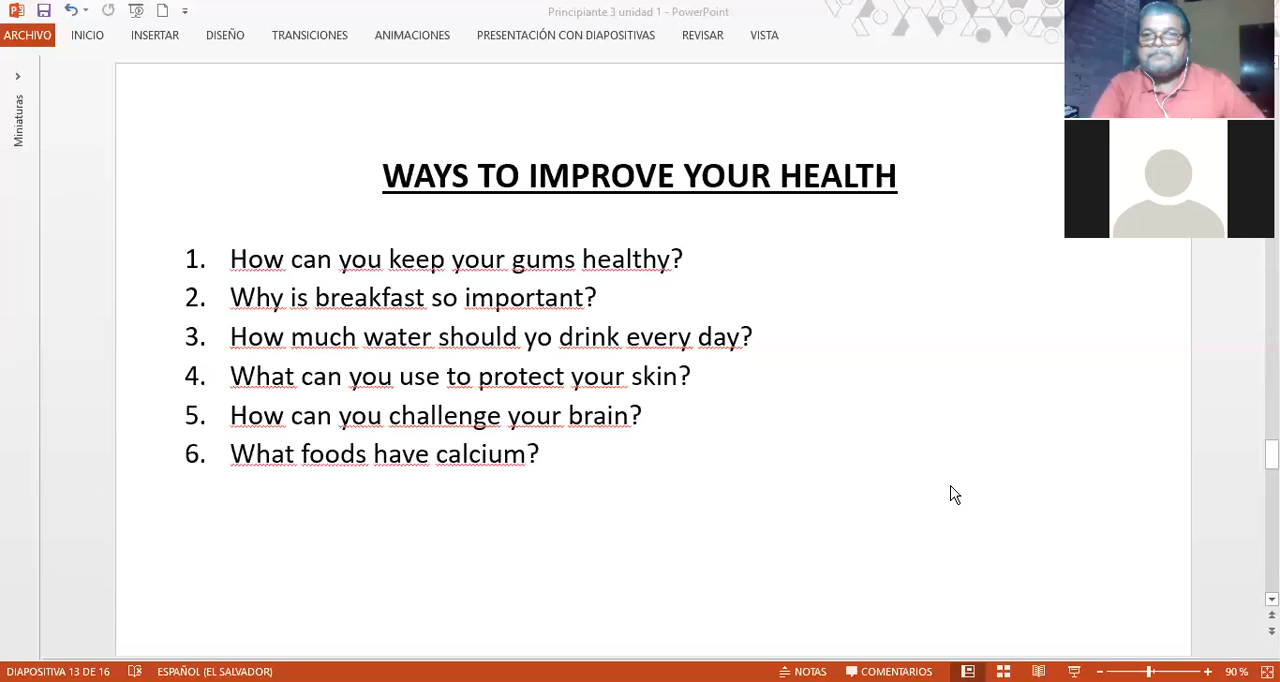 Principiante 3 unidad 1 - PowerPoint
ARCHIVO INICIO INSERTAR DISEÑO TRANSICIONES ANIMACIONES PRESENTACIÓN CON DIAPOSITIVAS REVISAR VISTA
Miniaturas
WAYS TO IMPROVE YOUR HEALTH
1. How can you keep your gums healthy?
2. Why is breakfast so important?
3. How much water should yo drink every day?
4. What can you use to protect your skin?
5. How can you challenge your brain?
6. What foods have calcium?
DIAPOSITIVA 13 DE 16 ESPAÑOL (EL SALVADOR) NOTAS COMENTARIOS 90 %